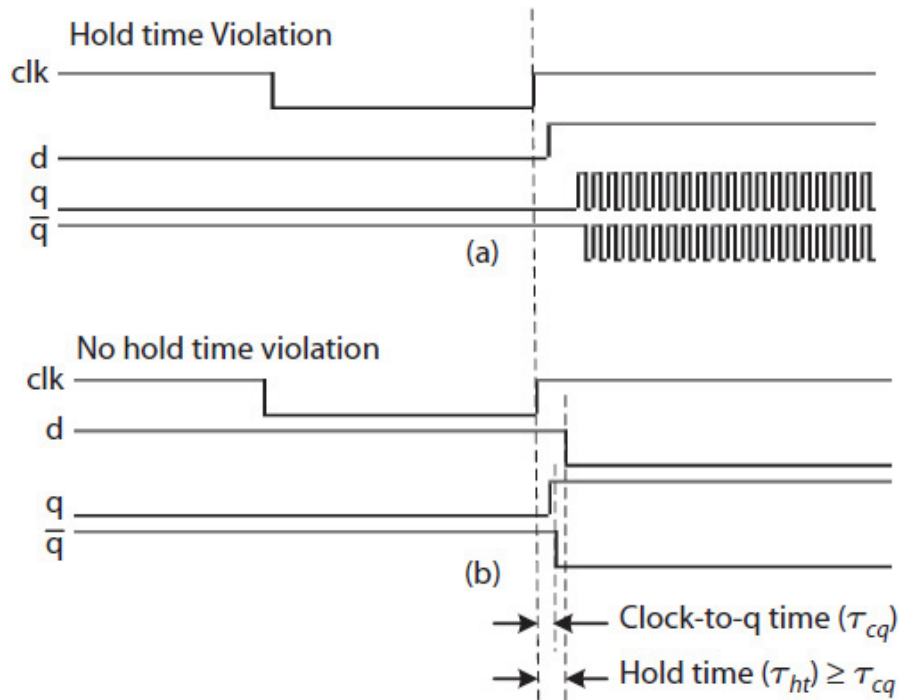 Hold time Violation
clk
d
q
q̅
(a)
No hold time violation
clk
d
q
q̅
(b)
Clock-to-q time (τcq)
Hold time (τht) ≥ τcq